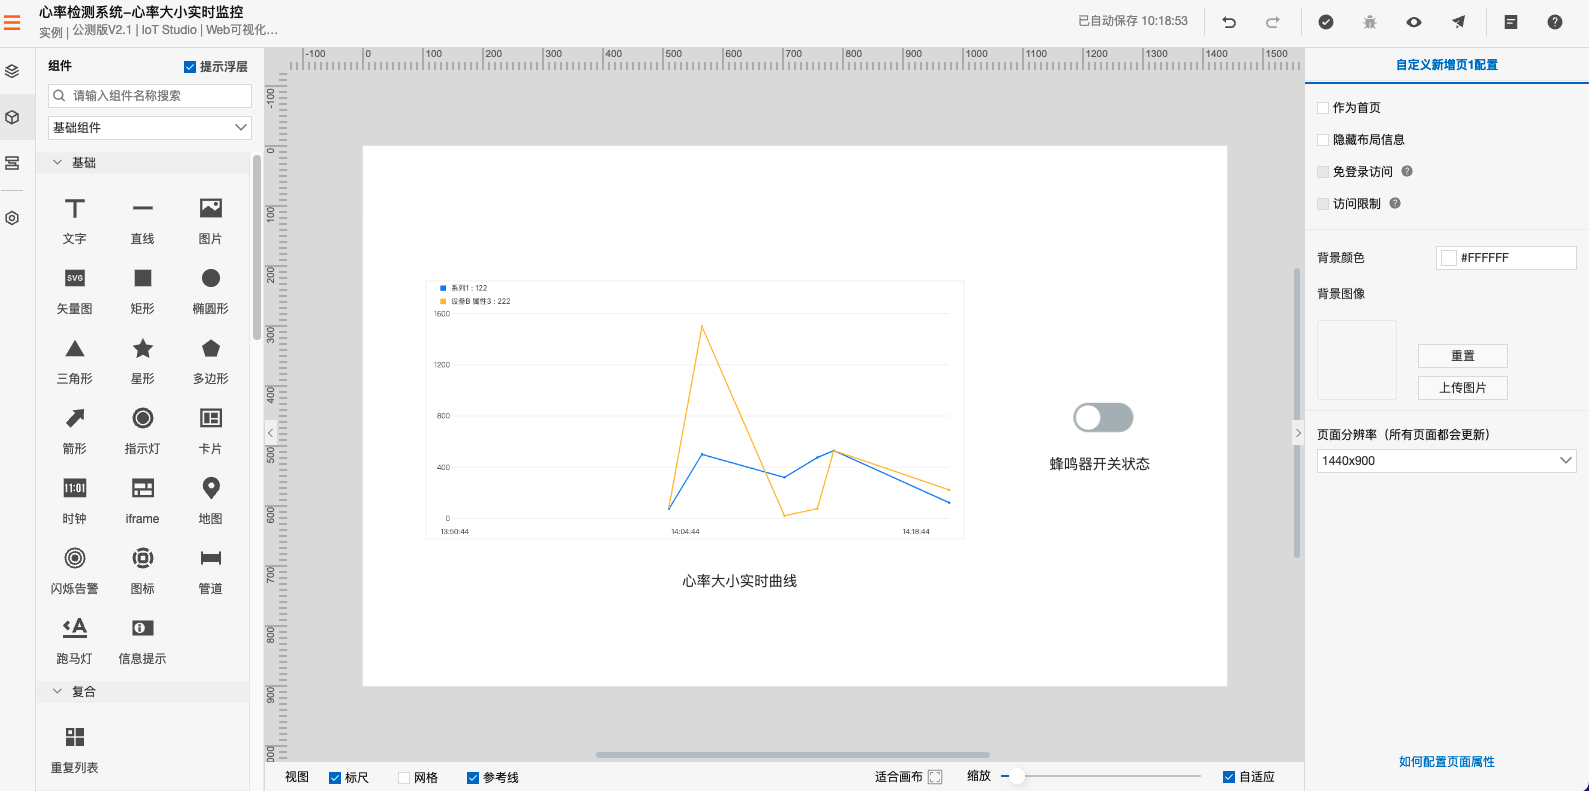 心率检测系统-心率大小实时监控
实例 | 公测版V2.1 | IoT Studio | Web可视化...
已自动保存 10:18:53
组件
提示浮层
请输入组件名称搜索
基础组件
基础
文字 直线 图片
SVG
矢量图 矩形 椭圆形
三角形 星形 多边形
箭形 指示灯 卡片
11:01
时钟 iframe 地图
闪烁告警 图标 管道
跑马灯 信息提示
复合
重复列表
-100 0 100 200 300 400 500 600 700 800 900 1000 1100 1200 1300 1400 1500
-100
0
100
200
300
400
500
600
700
800
900
系列1 : 122
设备B 属性3 : 222
1600
1200
800
400
0
13:50:44 14:04:44 14:18:44
心率大小实时曲线
蜂鸣器开关状态
视图 标尺 网格 参考线 适合画布 缩放 自适应
自定义新增页1配置
作为首页
隐藏布局信息
免登录访问 ?
访问限制 ?
背景颜色 #FFFFFF
背景图像
重置
上传图片
页面分辨率（所有页面都会更新）
1440x900
如何配置页面属性